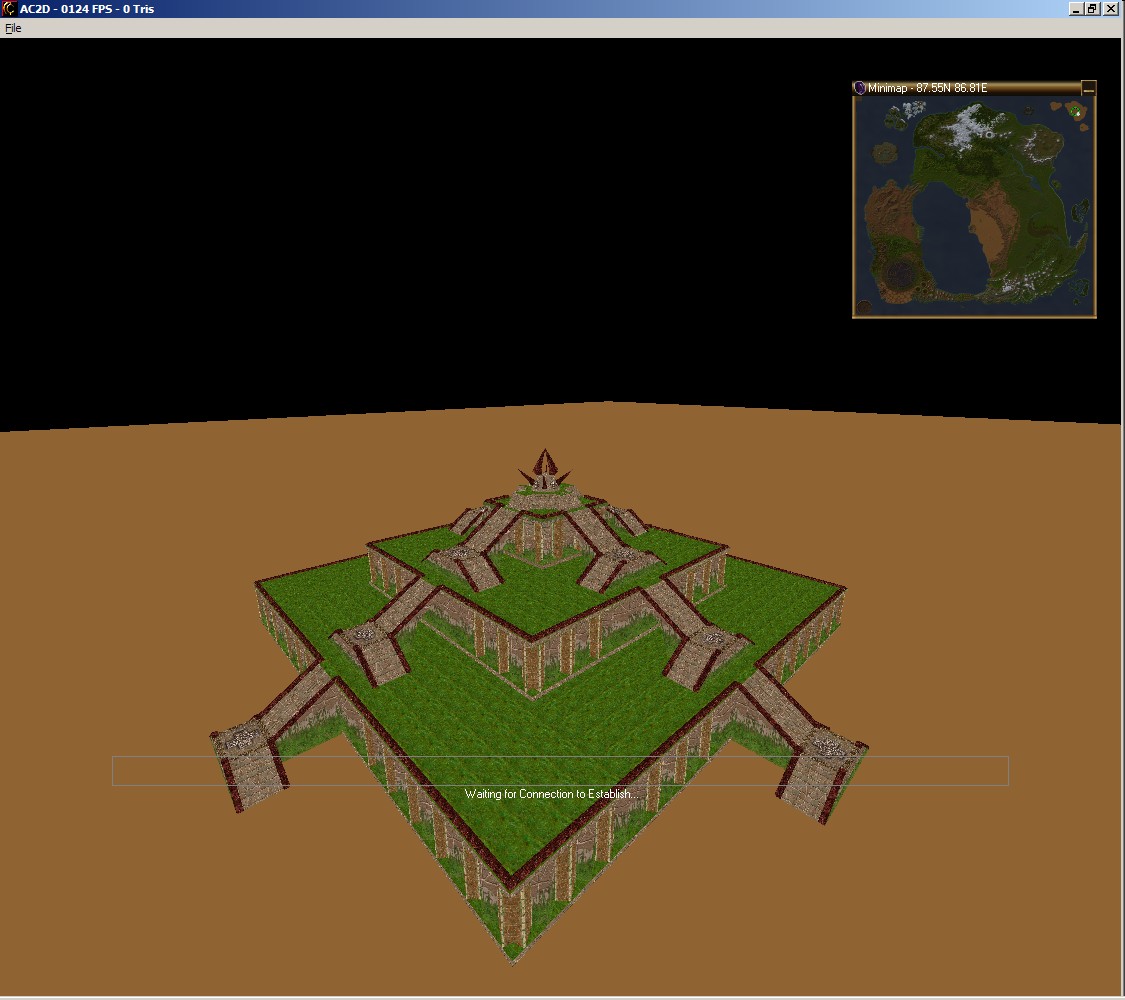 AC2D - 0124 FPS - 0 Tris
File
Minimap - 87.55N 86.81E
Waiting for Connection to Establish...